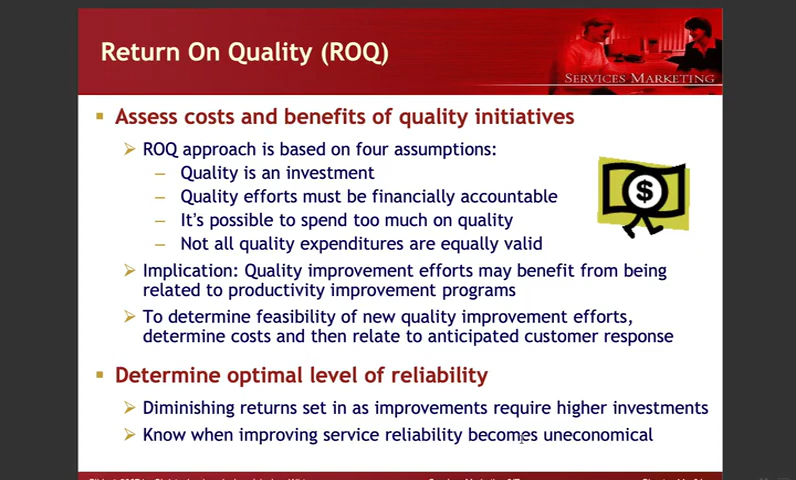 Return On Quality (ROQ)
SERVICES MARKETING
Assess costs and benefits of quality initiatives
ROQ approach is based on four assumptions:
– Quality is an investment
– Quality efforts must be financially accountable
– It's possible to spend too much on quality
– Not all quality expenditures are equally valid
$
Implication: Quality improvement efforts may benefit from being
related to productivity improvement programs
To determine feasibility of new quality improvement efforts,
determine costs and then relate to anticipated customer response
Determine optimal level of reliability
Diminishing returns set in as improvements require higher investments
Know when improving service reliability becomes uneconomical